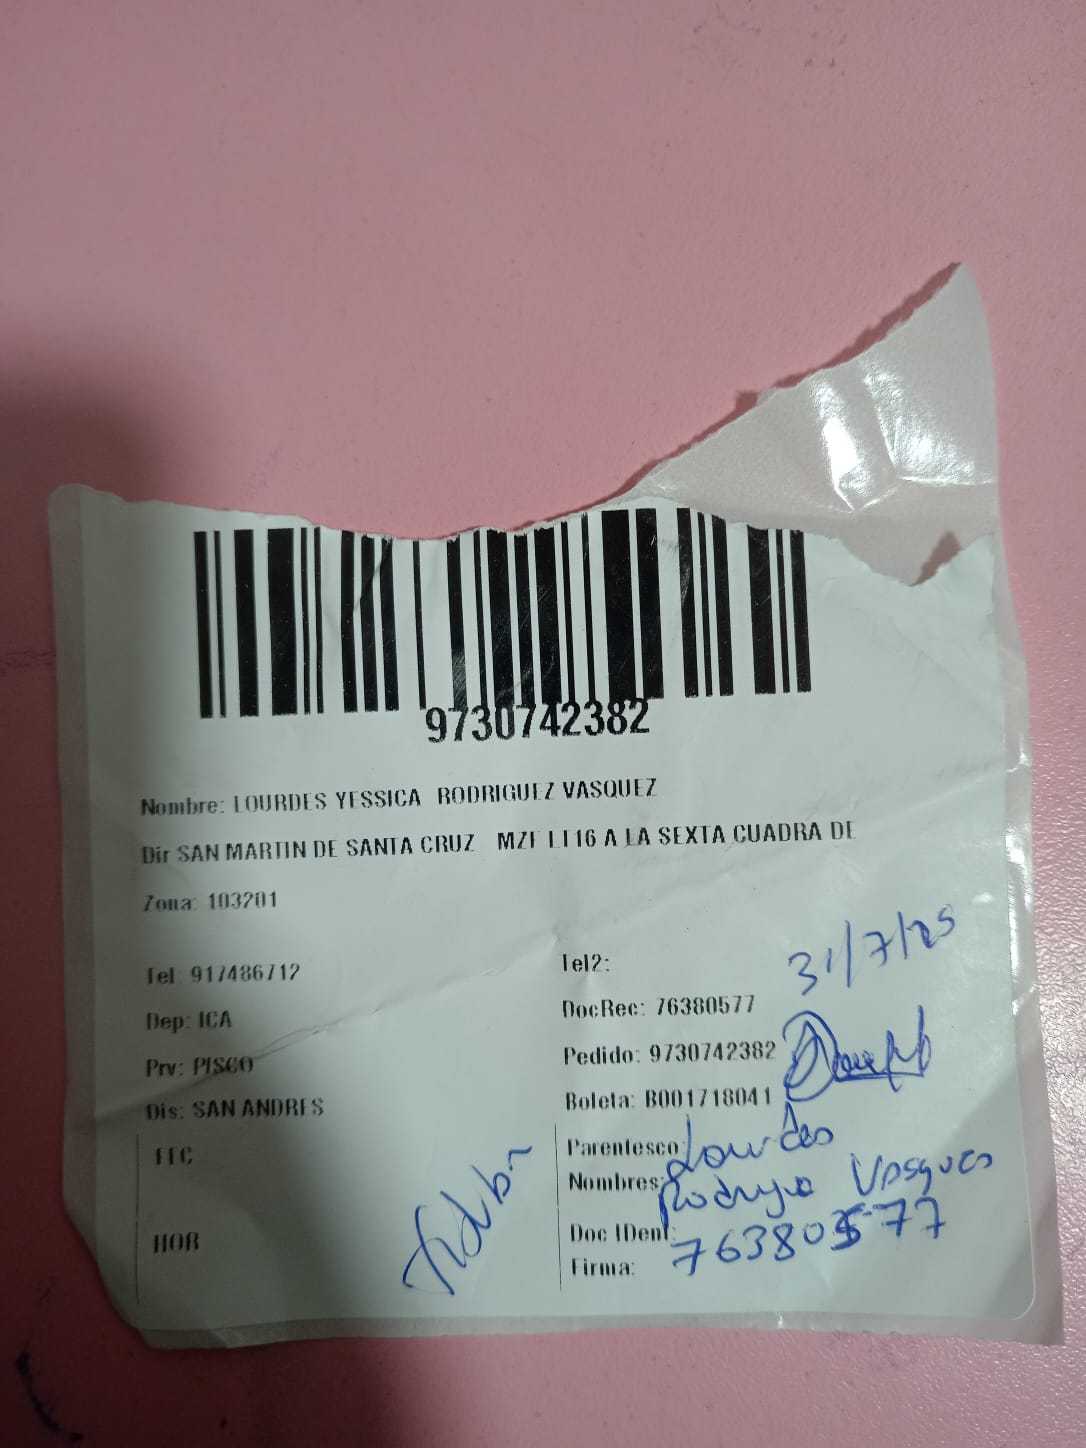 9730742382
Nombre: LOURDES YESSICA RODRIGUEZ VASQUEZ
Dir SAN MARTIN DE SANTA CRUZ MZF LT16 A LA SEXTA CUADRA DE
Zona: 103201
Tel: 917486712
Tel2:
31/7/25
Dep: ICA
DocRec: 76380577
Prv: PISCO
Pedido: 9730742382
Dis: SAN ANDRES
Boleta: B001718041
FEC
Parentesco: Lourdes
Nombres: Rodrigue Vasques
HOR
Doc IDent: 76380577
Firma: